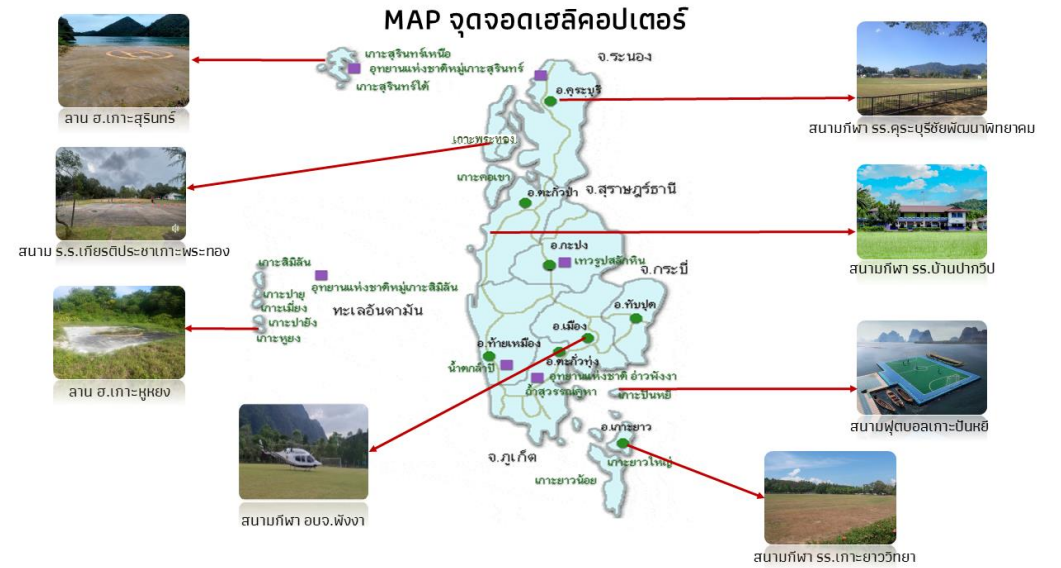 MAP จุดจอดเฮลิคอปเตอร์
เกาะสุรินทร์เหนือ
อุทยานแห่งชาติหมู่เกาะสุรินทร์
เกาะสุรินทร์ใต้
จ.ระนอง
อ.คุระบุรี
ลาน ฮ.เกาะสุรินทร์
สนามกีฬา รร.คุระบุรีชัยพัฒนาพิทยาคม
เกาะพระทอง
เกาะคอเขา
อ.ตะกั่วป่า
จ.สุราษฎร์ธานี
สนาม ร.ร.เกียรติประชาเกาะพระทอง
อ.กะปง
เทวรูปสลักหิน
จ.กระบี่
สนามกีฬา รร.บ้านปากวีป
เกาะสิมิลัน
อุทยานแห่งชาติหมู่เกาะสิมิลัน
เกาะปายู
เกาะเมี่ยง
เกาะปายัง
เกาะหูยง
ทะเลอันดามัน
อ.ทับปุด
อ.เมือง
อ.ท้ายเหมือง
อ.ตะกั่วทุ่ง
น้ำตกลำปี
อุทยานแห่งชาติ อ่าวพังงา
ถ้ำสุวรรณคูหา
เกาะปันหยี
ลาน ฮ.เกาะหูหยง
สนามฟุตบอลเกาะปันหยี
อ.เกาะยาว
จ.ภูเก็ต
เกาะยาวใหญ่
เกาะยาวน้อย
สนามกีฬา อบจ.พังงา
สนามกีฬา รร.เกาะยาววิทยา